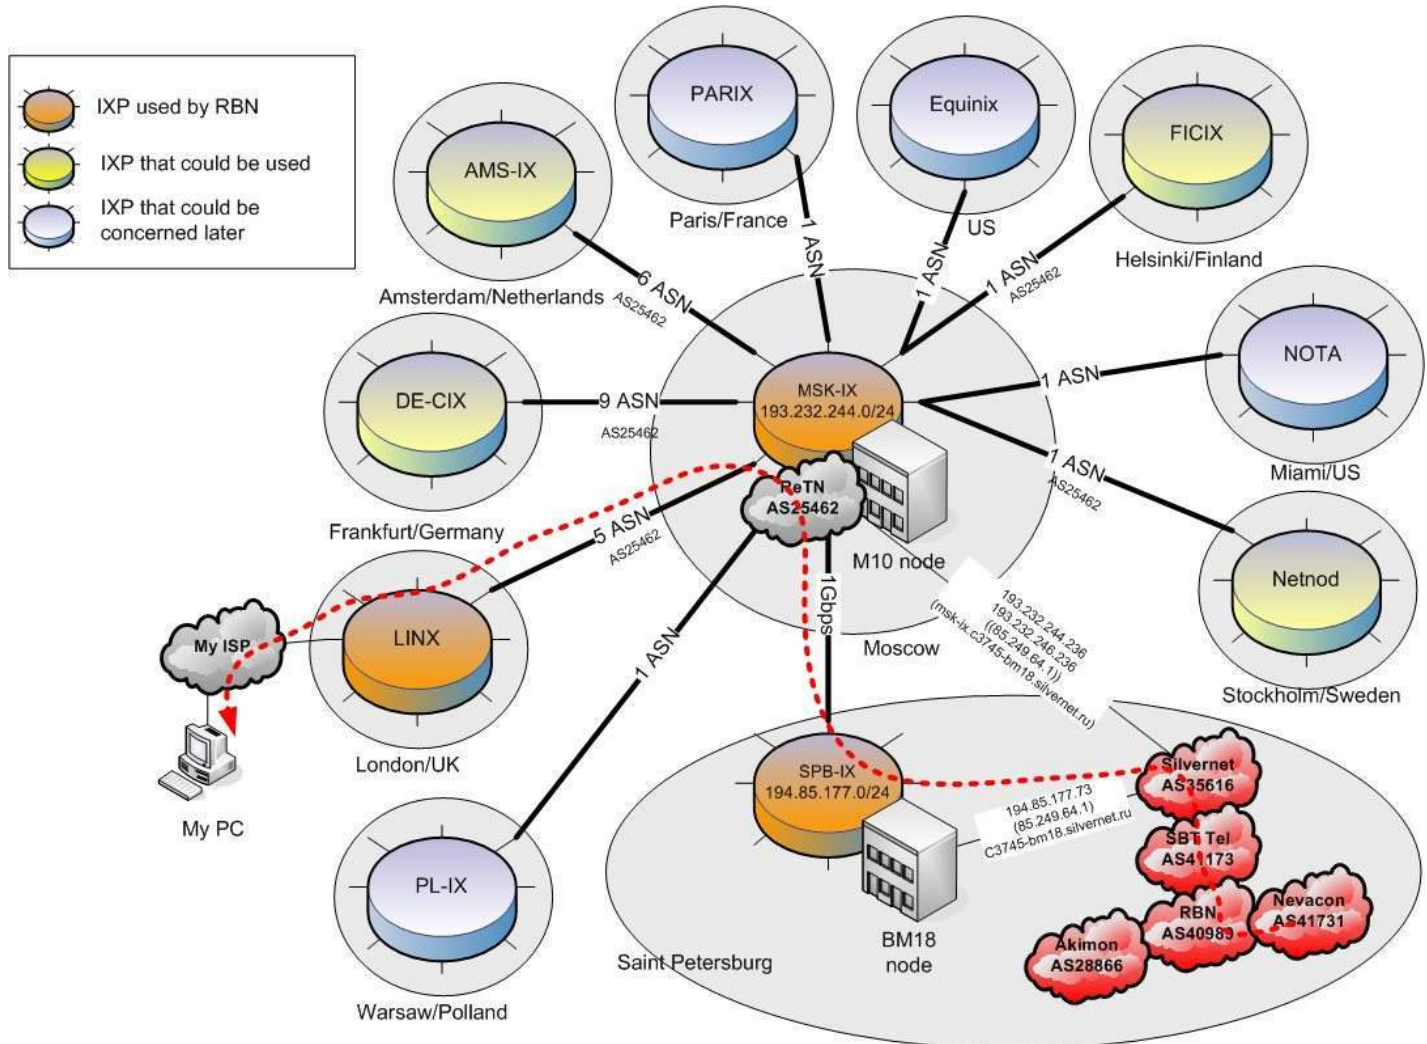 IXP used by RBN
IXP that could be used
IXP that could be
concerned later
AMS-IX
Amsterdam/Netherlands
PARIX
Paris/France
Equinix
US
FICIX
Helsinki/Finland
6 ASN
AS25462
1 ASN
1 ASN
1 ASN
AS25462
DE-CIX
Frankfurt/Germany
9 ASN
AS25462
MSK-IX
193.232.244.0/24
1 ASN
NOTA
Miami/US
1 ASN
AS25462
Netnod
Stockholm/Sweden
ReTN
AS25462
M10 node
Moscow
5 ASN
AS25462
LINX
London/UK
My ISP
My PC
1 ASN
PL-IX
Warsaw/Polland
1Gbps
193.232.244.236
193.232.246.236
((85.249.64.1))
(msk-ix.c3745-bm18.silvernet.ru)
SPB-IX
194.85.177.0/24
BM18
node
Saint Petersburg
194.85.177.73
(85.249.64.1)
C3745-bm18.silvernet.ru
Silvernet
AS35616
SBT Tel
AS41173
RBN
AS40989
Nevacon
AS41731
Akimon
AS28866